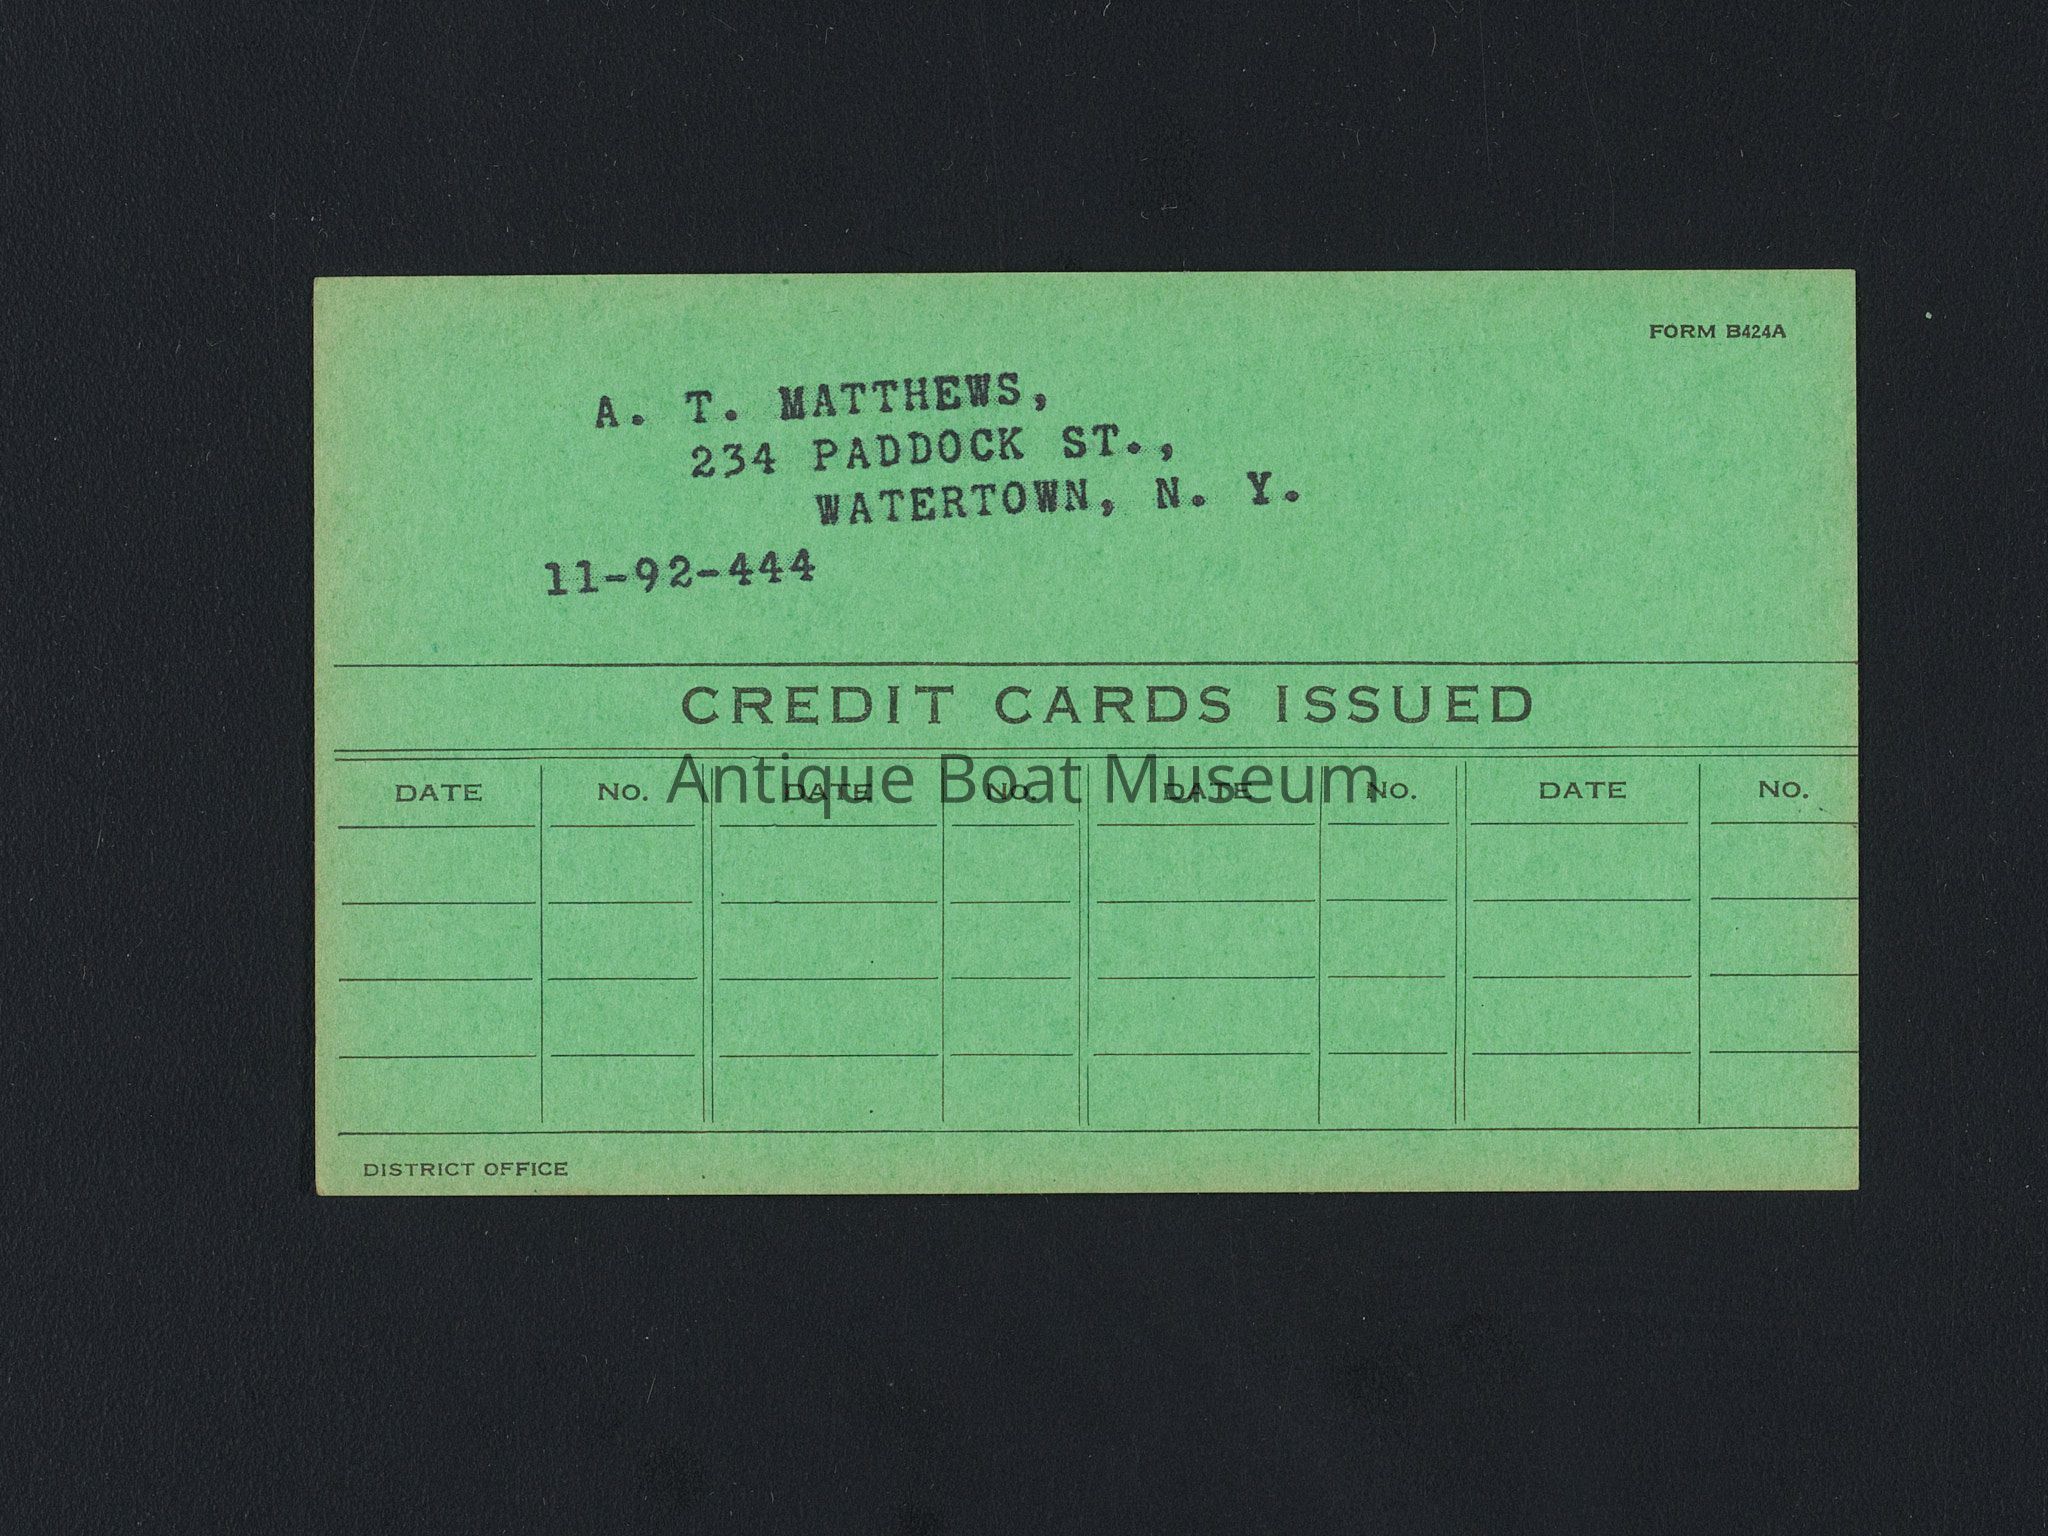 FORM B424A
A. T. MATTHEWS,
234 PADDOCK ST.,
WATERTOWN, N. Y.
11-92-444
CREDIT CARDS ISSUED
Antique Boat Museum
DATE No. DATE No. DATE No. DATE No.
DISTRICT OFFICE